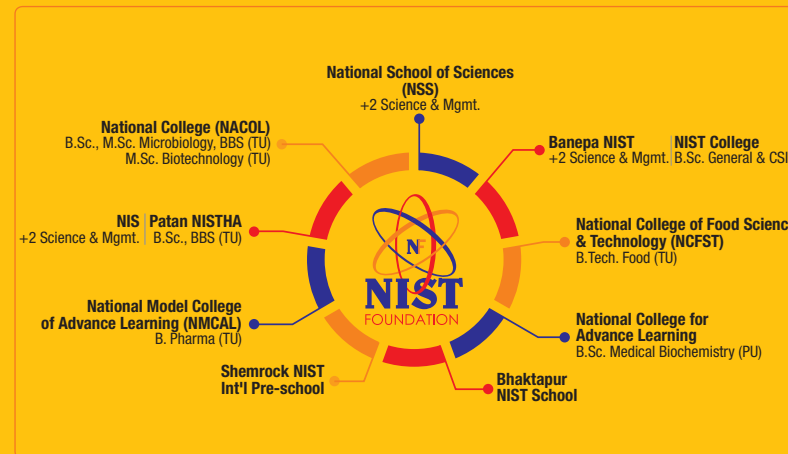 National School of Sciences
(NSS)
+2 Science & Mgmt.
National College (NACOL)
B.Sc., M.Sc. Microbiology, BBS (TU)
M.Sc. Biotechnology (TU)
Banepa NIST | NIST College
+2 Science & Mgmt. | B.Sc. General & CSI
NIS | Patan NISTHA
+2 Science & Mgmt. | B.Sc., BBS (TU)
National College of Food Scienc
& Technology (NCFST)
B.Tech. Food (TU)
NF
NIST
FOUNDATION
National Model College
of Advance Learning (NMCAL)
B. Pharma (TU)
National College for
Advance Learning
B.Sc. Medical Biochemistry (PU)
Shemrock NIST
Int'l Pre-school
Bhaktapur
NIST School